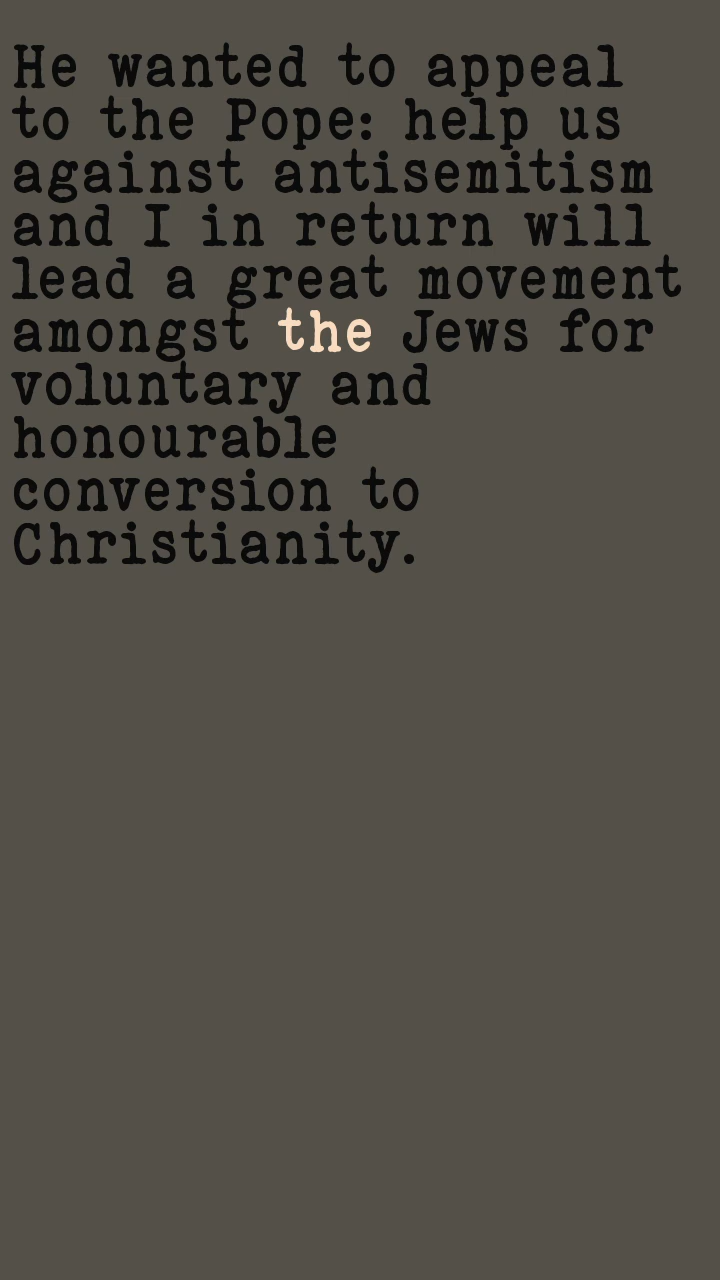 He wanted to appeal
to the Pope: help us
against antisemitism
and I in return will
lead a great movement
amongst the Jews for
voluntary and
honourable
conversion to
Christianity.